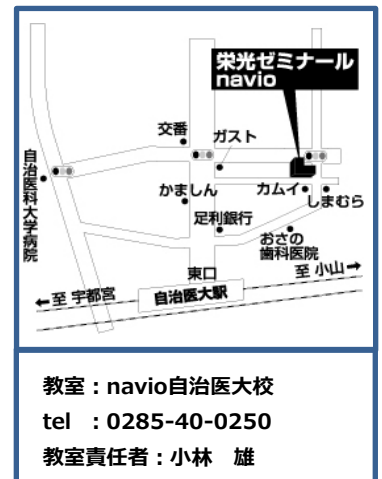 栄光ゼミナール
navio
交番
ガスト
自治医科大学病院
かましん
カムイ
しまむら
足利銀行
おさの
歯科医院
東口
至 小山→
←至 宇都宮
自治医大駅
教室：navio自治医大校
tel ：0285-40-0250
教室責任者：小林　雄